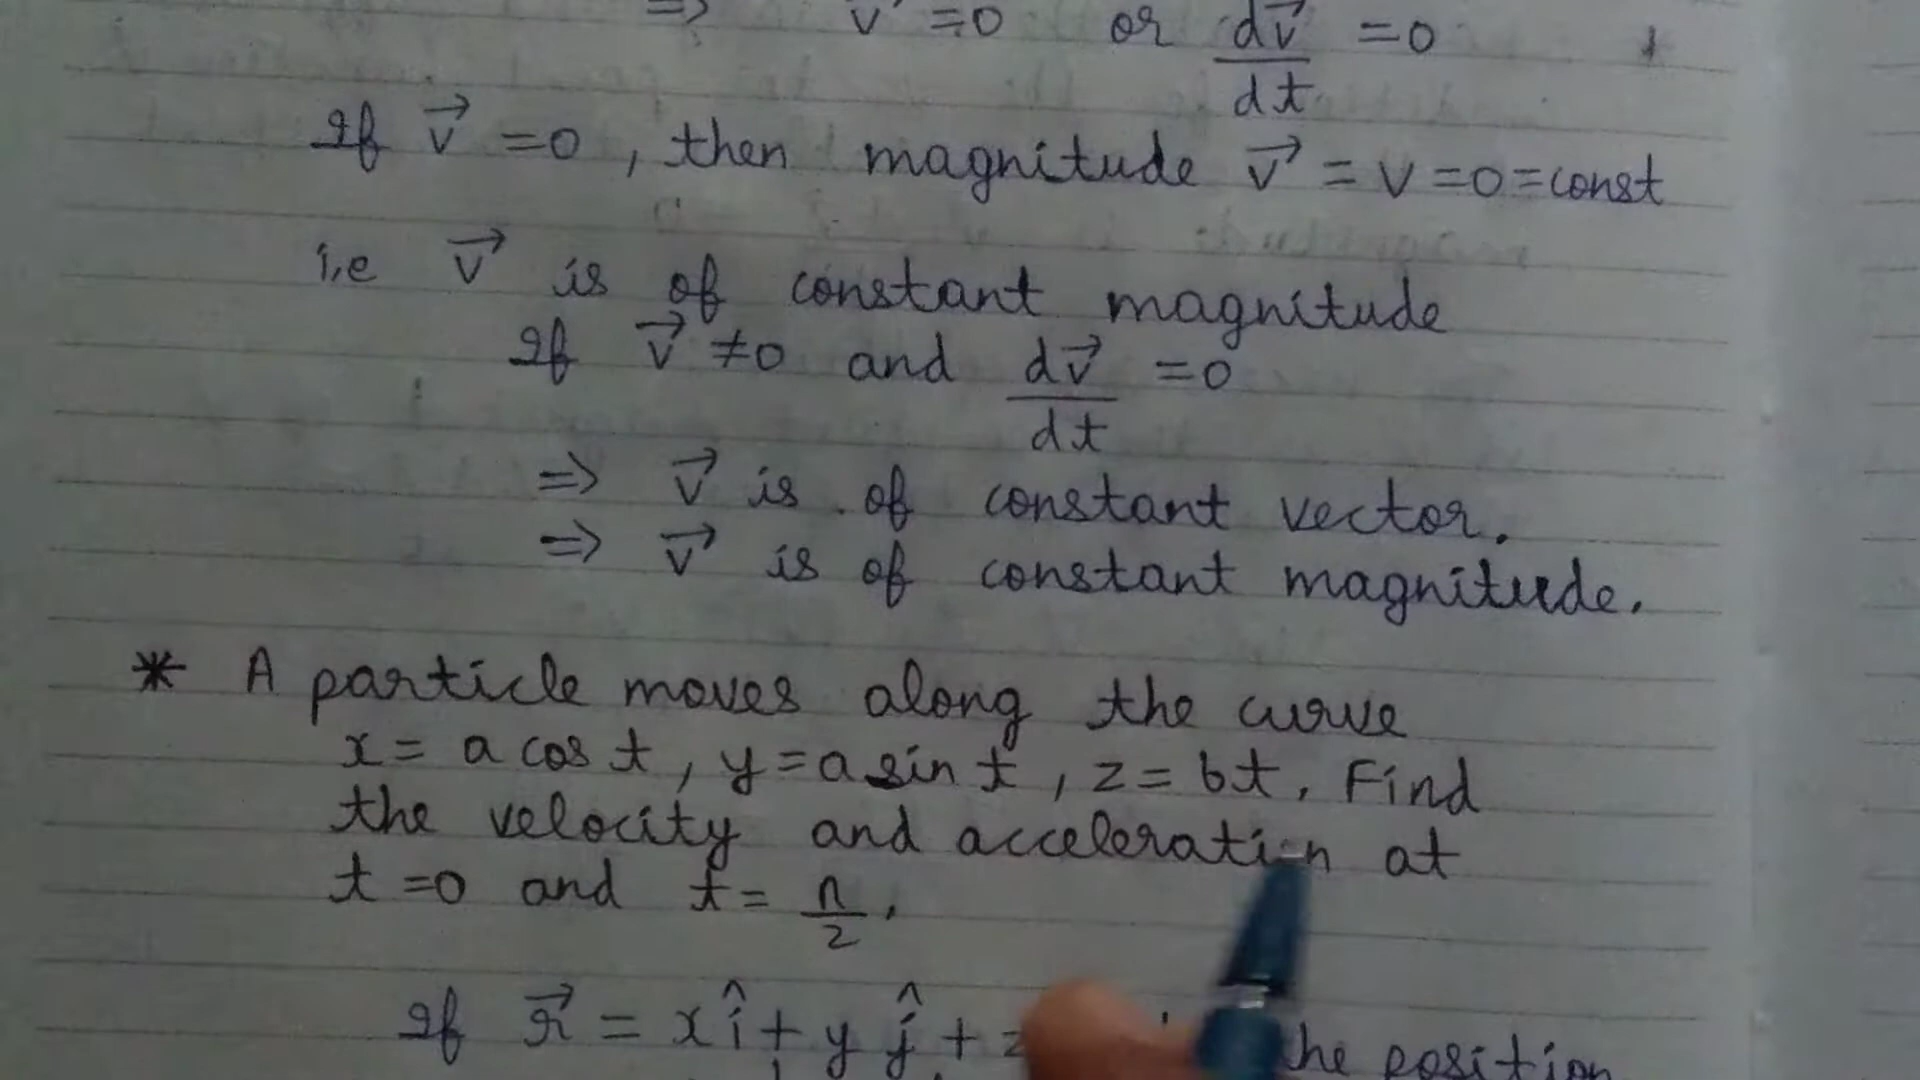 => v⃗ =0 or dv⃗/dt =0
If v⃗ =0, then magnitude v⃗ = v =0=const
i,e v⃗ is of constant magnitude
If v⃗ ≠0 and dv⃗/dt =0
=> v⃗ is of constant vector.
=> v⃗ is of constant magnitude.
* A particle moves along the curve
x = a cos t, y = a sin t, z = bt. Find
the velocity and acceleration at
t =0 and t = π/2.
If r⃗ = x î + y ĵ + z the position